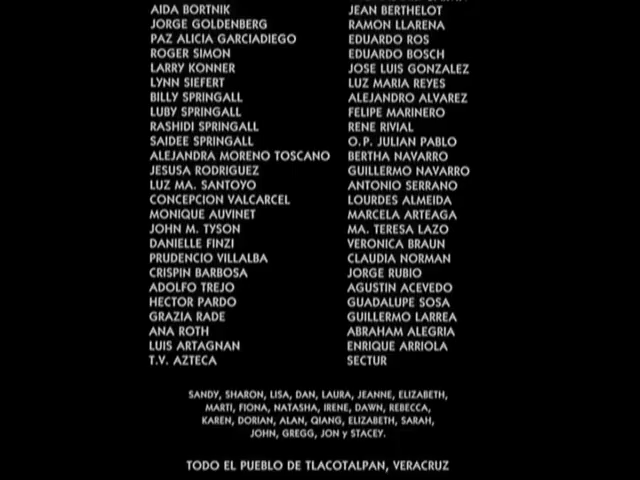 AIDA BORTNIK
JORGE GOLDENBERG
PAZ ALICIA GARCIADIEGO
ROGER SIMON
LARRY KONNER
LYNN SIEFERT
BILLY SPRINGALL
LUBY SPRINGALL
RASHIDI SPRINGALL
SAIDEE SPRINGALL
ALEJANDRA MORENO TOSCANO
JESUSA RODRIGUEZ
LUZ MA. SANTOYO
CONCEPCION VALCARCEL
MONIQUE AUVINET
JOHN M. TYSON
DANIELLE FINZI
PRUDENCIO VILLALBA
CRISPIN BARBOSA
ADOLFO TREJO
HECTOR PARDO
GRAZIA RADE
ANA ROTH
LUIS ARTAGNAN
T.V. AZTECA
JEAN BERTHELOT
RAMON LLARENA
EDUARDO ROS
EDUARDO BOSCH
JOSE LUIS GONZALEZ
LUZ MARIA REYES
ALEJANDRO ALVAREZ
FELIPE MARINERO
RENE RIVIAL
O.P. JULIAN PABLO
BERTHA NAVARRO
GUILLERMO NAVARRO
ANTONIO SERRANO
LOURDES ALMEIDA
MARCELA ARTEAGA
MA. TERESA LAZO
VERONICA BRAUN
CLAUDIA NORMAN
JORGE RUBIO
AGUSTIN ACEVEDO
GUADALUPE SOSA
GUILLERMO LARREA
ABRAHAM ALEGRIA
ENRIQUE ARRIOLA
SECTUR
SANDY, SHARON, LISA, DAN, LAURA, JEANNE, ELIZABETH,
MARTI, FIONA, NATASHA, IRENE, DAWN, REBECCA,
KAREN, DORIAN, ALAN, QIANG, ELIZABETH, SARAH,
JOHN, GREGG, JON y STACEY.
TODO EL PUEBLO DE TLACOTALPAN, VERACRUZ